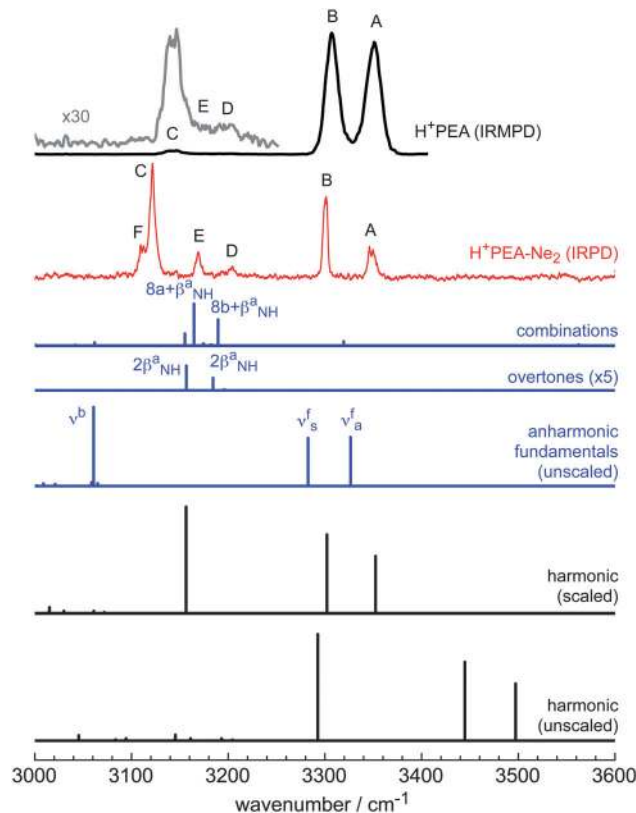 B
A
x30
E D
C
H⁺PEA (IRMPD)
C
B
F
E
D
A
H⁺PEA-Ne₂ (IRPD)
8a+βᵃNH
8b+βᵃNH
combinations
2βᵃNH 2βᵃNH
overtones (x5)
νᵇ
νᶠₛ νᶠₐ
anharmonic
fundamentals
(unscaled)
harmonic
(scaled)
harmonic
(unscaled)
3000 3100 3200 3300 3400 3500 3600
wavenumber / cm⁻¹